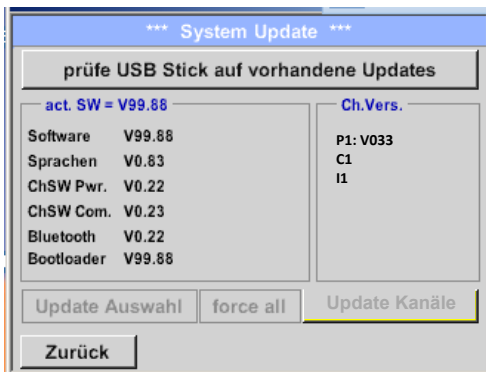 *** System Update ***
prüfe USB Stick auf vorhandene Updates
act. SW = V99.88
Software V99.88
Sprachen V0.83
ChSW Pwr. V0.22
ChSW Com. V0.23
Bluetooth V0.22
Bootloader V99.88
Ch.Vers.
P1: V033
C1
I1
Update Auswahl
force all
Update Kanäle
Zurück